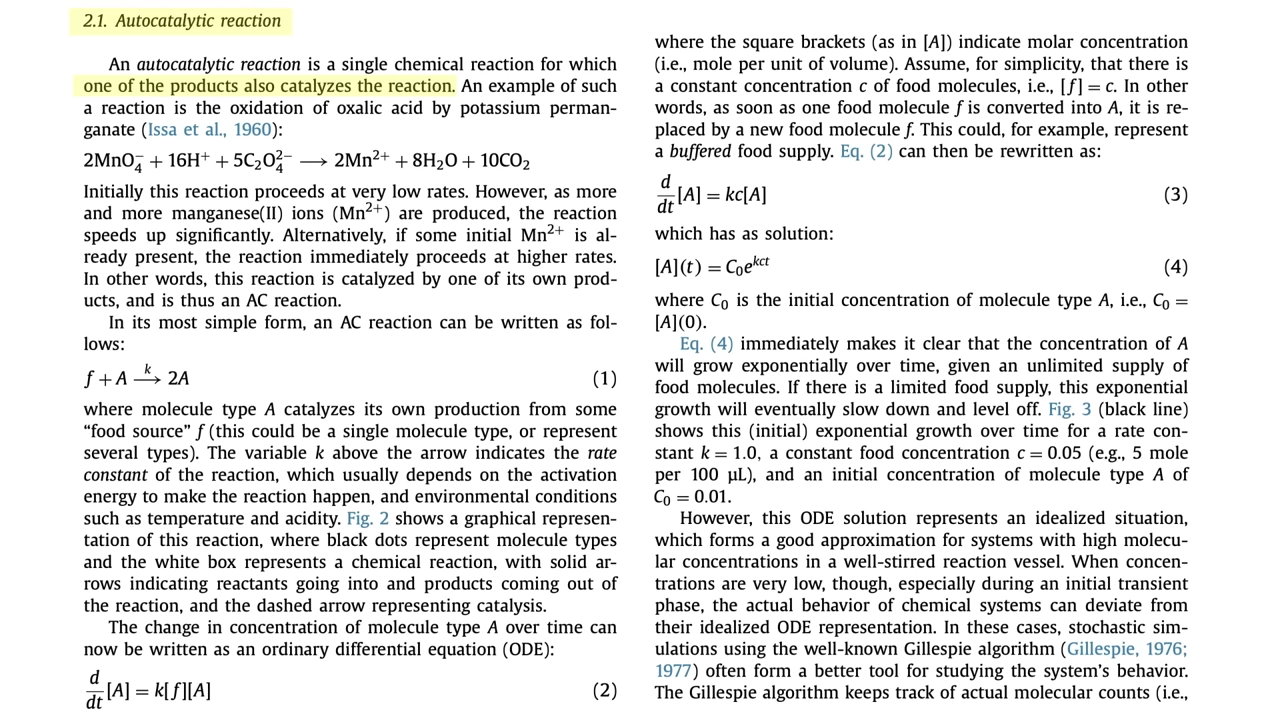 2.1. Autocatalytic reaction
An autocatalytic reaction is a single chemical reaction for which
one of the products also catalyzes the reaction. An example of such
a reaction is the oxidation of oxalic acid by potassium perman-
ganate (Issa et al., 1960):
2MnO₄⁻ + 16H⁺ + 5C₂O₄²⁻ ⟶ 2Mn²⁺ + 8H₂O + 10CO₂
Initially this reaction proceeds at very low rates. However, as more
and more manganese(II) ions (Mn²⁺) are produced, the reaction
speeds up significantly. Alternatively, if some initial Mn²⁺ is al-
ready present, the reaction immediately proceeds at higher rates.
In other words, this reaction is catalyzed by one of its own prod-
ucts, and is thus an AC reaction.
In its most simple form, an AC reaction can be written as fol-
lows:
f + A —k→ 2A (1)
where molecule type A catalyzes its own production from some
“food source” f (this could be a single molecule type, or represent
several types). The variable k above the arrow indicates the rate
constant of the reaction, which usually depends on the activation
energy to make the reaction happen, and environmental conditions
such as temperature and acidity. Fig. 2 shows a graphical represen-
tation of this reaction, where black dots represent molecule types
and the white box represents a chemical reaction, with solid ar-
rows indicating reactants going into and products coming out of
the reaction, and the dashed arrow representing catalysis.
The change in concentration of molecule type A over time can
now be written as an ordinary differential equation (ODE):
d/dt [A] = k[f][A] (2)
where the square brackets (as in [A]) indicate molar concentration
(i.e., mole per unit of volume). Assume, for simplicity, that there is
a constant concentration c of food molecules, i.e., [f] = c. In other
words, as soon as one food molecule f is converted into A, it is re-
placed by a new food molecule f. This could, for example, represent
a buffered food supply. Eq. (2) can then be rewritten as:
d/dt [A] = kc[A] (3)
which has as solution:
[A](t) = C₀eᵏᶜᵗ (4)
where C₀ is the initial concentration of molecule type A, i.e., C₀ =
[A](0).
Eq. (4) immediately makes it clear that the concentration of A
will grow exponentially over time, given an unlimited supply of
food molecules. If there is a limited food supply, this exponential
growth will eventually slow down and level off. Fig. 3 (black line)
shows this (initial) exponential growth over time for a rate con-
stant k = 1.0, a constant food concentration c = 0.05 (e.g., 5 mole
per 100 μL), and an initial concentration of molecule type A of
C₀ = 0.01.
However, this ODE solution represents an idealized situation,
which forms a good approximation for systems with high molecu-
lar concentrations in a well-stirred reaction vessel. When concen-
trations are very low, though, especially during an initial transient
phase, the actual behavior of chemical systems can deviate from
their idealized ODE representation. In these cases, stochastic sim-
ulations using the well-known Gillespie algorithm (Gillespie, 1976;
1977) often form a better tool for studying the system’s behavior.
The Gillespie algorithm keeps track of actual molecular counts (i.e.,